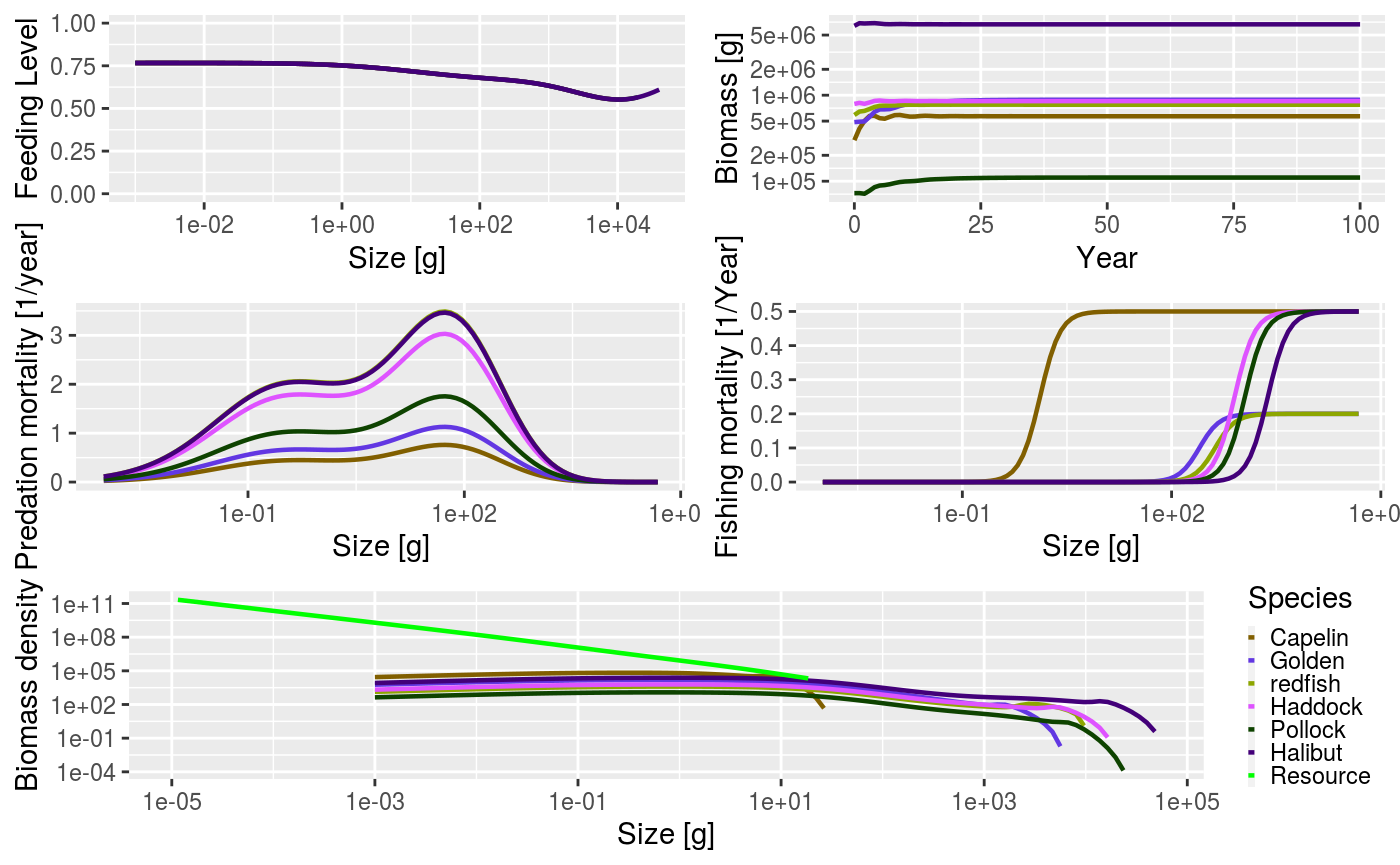 Feeding Level
1.00
0.75
0.50
0.25
0.00
1e-02
1e+00
1e+02
1e+04
Size [g]
Biomass [g]
5e+06
2e+06
1e+06
5e+05
2e+05
1e+05
0
25
50
75
100
Year
Predation mortality [1/year]
3
2
1
0
1e-01
1e+02
1e+0
Size [g]
Fishing mortality [1/Year]
0.5
0.4
0.3
0.2
0.1
0.0
1e-01
1e+02
1e+0
Size [g]
Biomass density
1e+11
1e+08
1e+05
1e+02
1e-01
1e-04
1e-05
1e-03
1e-01
1e+01
1e+03
1e+05
Size [g]
Species
Capelin
Golden
redfish
Haddock
Pollock
Halibut
Resource